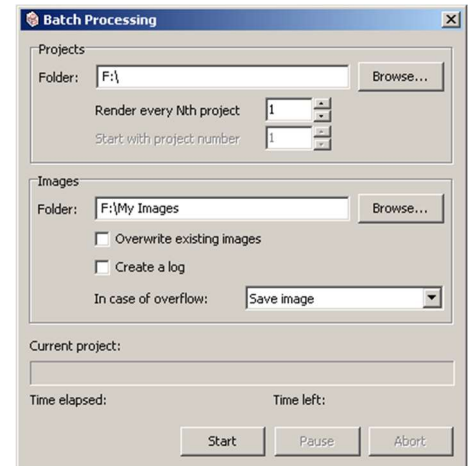 Batch Processing
Projects
Folder: F:\ Browse...
Render every Nth project 1
Start with project number 1
Images
Folder: F:\My Images Browse...
Overwrite existing images
Create a log
In case of overflow: Save image
Current project:
Time elapsed: Time left:
Start Pause Abort